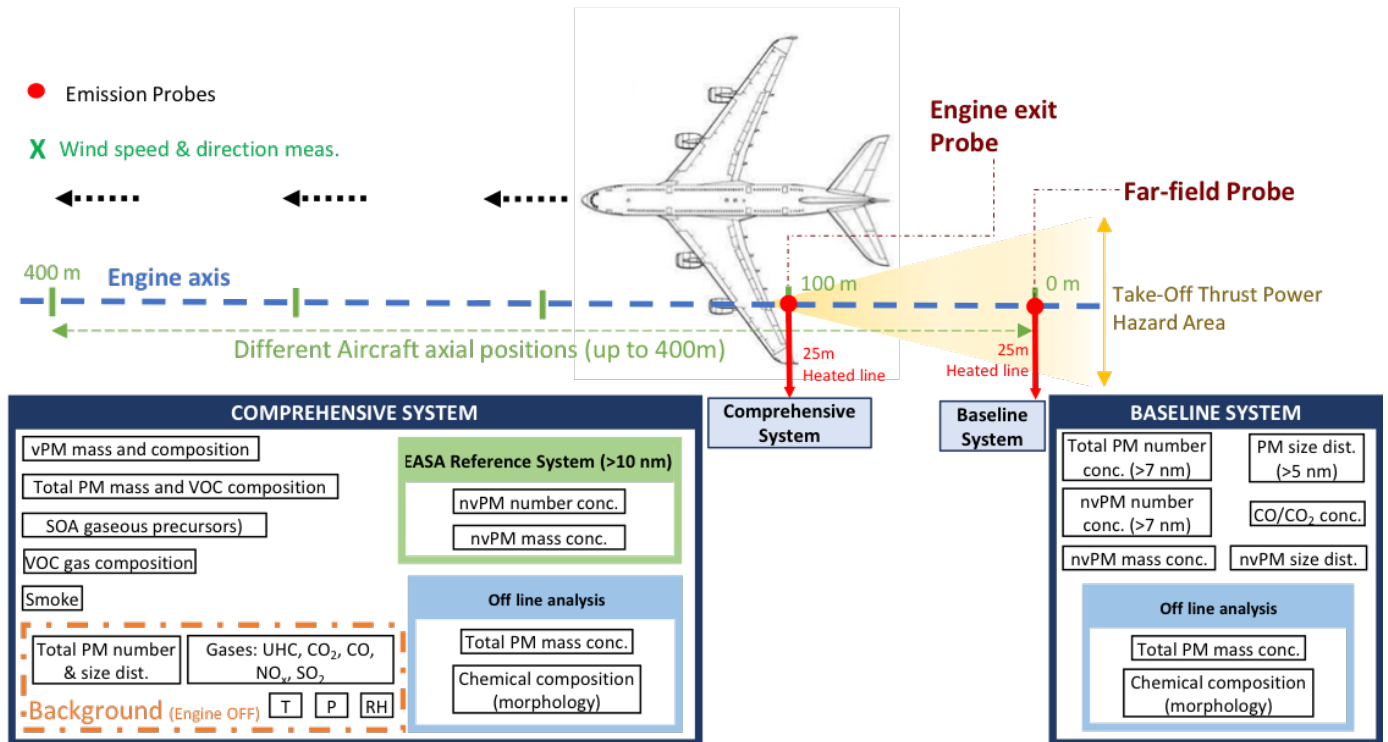 Emission Probes
X Wind speed & direction meas.
Engine exit
Probe
Far-field Probe
400 m
Engine axis
100 m
0 m
Take-Off Thrust Power
Hazard Area
Different Aircraft axial positions (up to 400m)
25m
Heated line
25m
Heated line
Comprehensive
System
Baseline
System
COMPREHENSIVE SYSTEM
vPM mass and composition
Total PM mass and VOC composition
SOA gaseous precursors)
VOC gas composition
Smoke
Total PM number
& size dist.
Gases: UHC, CO₂, CO,
NOₓ, SO₂
Background (Engine OFF)
T
P
RH
EASA Reference System (>10 nm)
nvPM number conc.
nvPM mass conc.
Off line analysis
Total PM mass conc.
Chemical composition
(morphology)
BASELINE SYSTEM
Total PM number
conc. (>7 nm)
PM size dist.
(>5 nm)
nvPM number
conc. (>7 nm)
CO/CO₂ conc.
nvPM mass conc.
nvPM size dist.
Off line analysis
Total PM mass conc.
Chemical composition
(morphology)